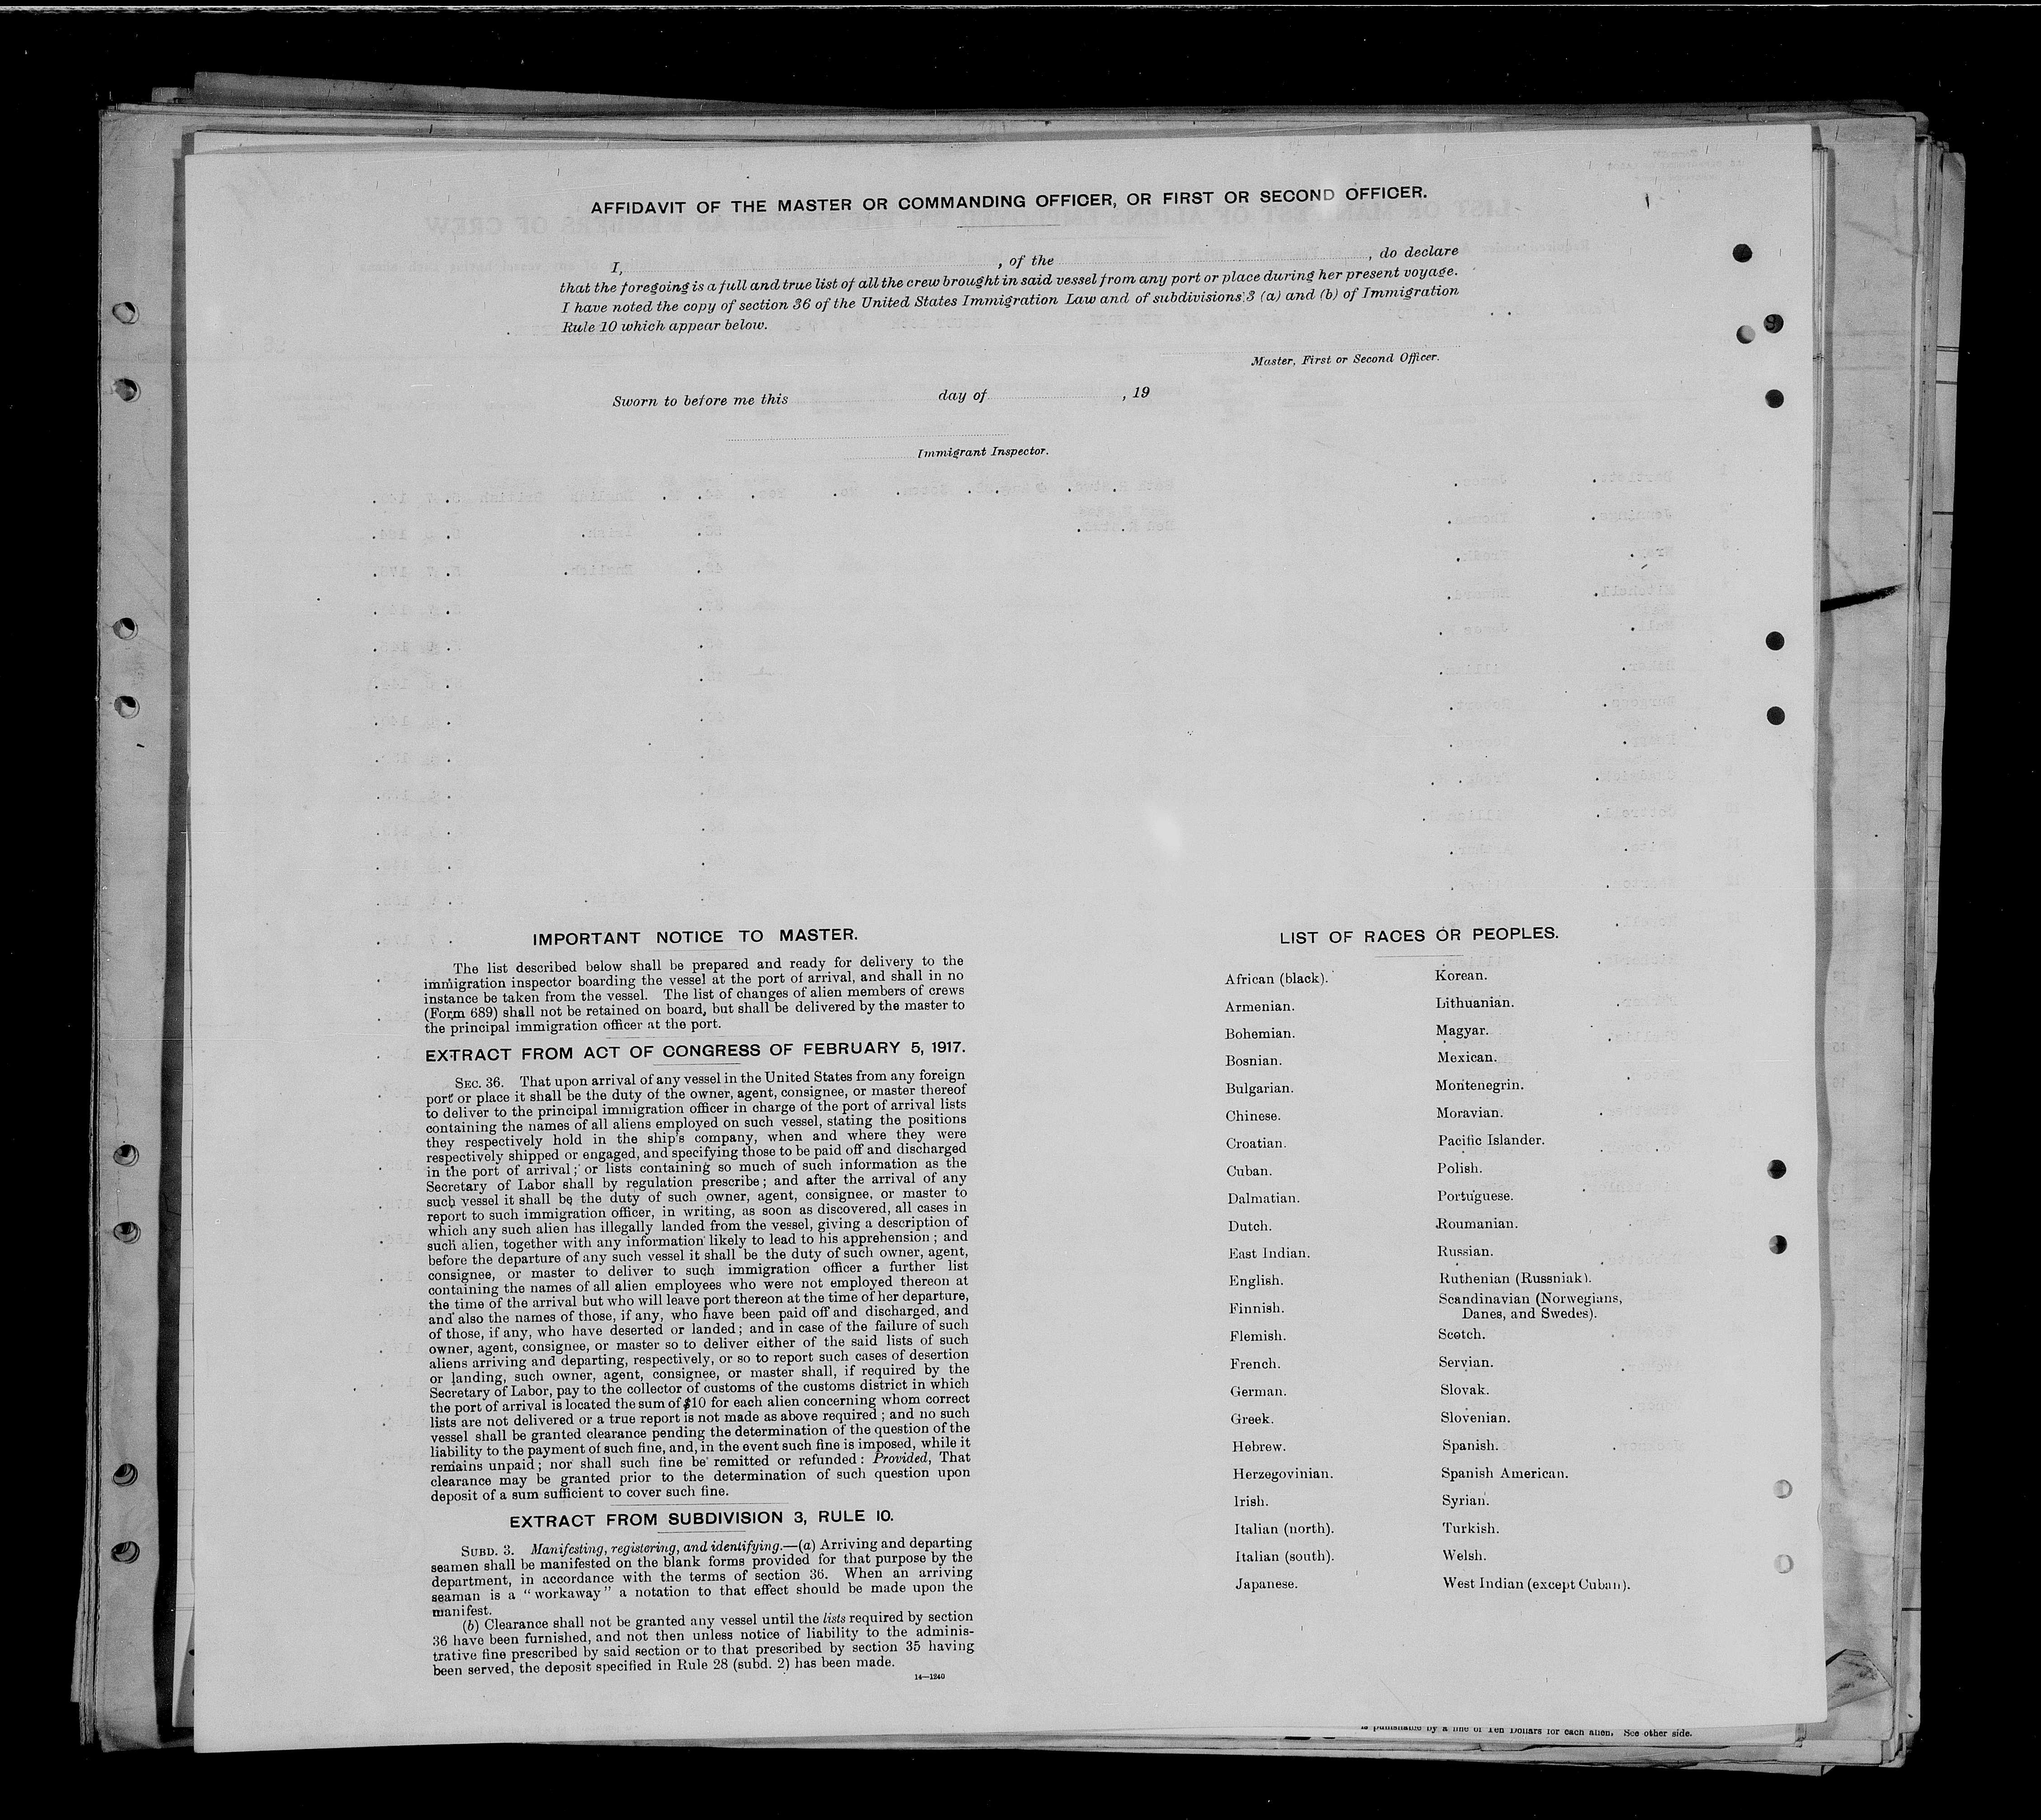 AFFIDAVIT OF THE MASTER OR COMMANDING OFFICER, OR FIRST OR SECOND OFFICER.
I, , of the , do declare
that the foregoing is a full and true list of all the crew brought in said vessel from any port or place during her present voyage.
I have noted the copy of section 36 of the United States Immigration Law and of subdivisions 3 (a) and (b) of Immigration
Rule 10 which appear below.
Master, First or Second Officer.
Sworn to before me this day of , 19
Immigrant Inspector.
IMPORTANT NOTICE TO MASTER.
The list described below shall be prepared and ready for delivery to the
immigration inspector boarding the vessel at the port of arrival, and shall in no
instance be taken from the vessel. The list of changes of alien members of crews
(Form 689) shall not be retained on board, but shall be delivered by the master to
the principal immigration officer at the port.
EXTRACT FROM ACT OF CONGRESS OF FEBRUARY 5, 1917.
SEC. 36. That upon arrival of any vessel in the United States from any foreign
port or place it shall be the duty of the owner, agent, consignee, or master thereof
to deliver to the principal immigration officer in charge of the port of arrival lists
containing the names of all aliens employed on such vessel, stating the positions
they respectively hold in the ship's company, when and where they were
respectively shipped or engaged, and specifying those to be paid off and discharged
in the port of arrival; or lists containing so much of such information as the
Secretary of Labor shall by regulation prescribe; and after the arrival of any
such vessel it shall be the duty of such owner, agent, consignee, or master to
report to such immigration officer, in writing, as soon as discovered, all cases in
which any such alien has illegally landed from the vessel, giving a description of
such alien, together with any information likely to lead to his apprehension; and
before the departure of any such vessel it shall be the duty of such owner, agent,
consignee, or master to deliver to such immigration officer a further list
containing the names of all alien employees who were not employed thereon at
the time of the arrival but who will leave port thereon at the time of her departure,
and also the names of those, if any, who have been paid off and discharged, and
of those, if any, who have deserted or landed; and in case of the failure of such
owner, agent, consignee, or master so to deliver either of the said lists of such
aliens arriving and departing, respectively, or so to report such cases of desertion
or landing, such owner, agent, consignee, or master shall, if required by the
Secretary of Labor, pay to the collector of customs of the customs district in which
the port of arrival is located the sum of $10 for each alien concerning whom correct
lists are not delivered or a true report is not made as above required; and no such
vessel shall be granted clearance pending the determination of the question of the
liability to the payment of such fine, and, in the event such fine is imposed, while it
remains unpaid; nor shall such fine be remitted or refunded: Provided, That
clearance may be granted prior to the determination of such question upon
deposit of a sum sufficient to cover such fine.
EXTRACT FROM SUBDIVISION 3, RULE 10.
SUBD. 3. Manifesting, registering, and identifying.—(a) Arriving and departing
seamen shall be manifested on the blank forms provided for that purpose by the
department, in accordance with the terms of section 36. When an arriving
seaman is a "workaway" a notation to that effect should be made upon the
manifest.
(b) Clearance shall not be granted any vessel until the lists required by section
36 have been furnished, and not then unless notice of liability to the adminis-
trative fine prescribed by said section or to that prescribed by section 35 having
been served, the deposit specified in Rule 28 (subd. 2) has been made.
14—1240
LIST OF RACES OR PEOPLES.
African (black).
Armenian.
Bohemian.
Bosnian.
Bulgarian.
Chinese.
Croatian.
Cuban.
Dalmatian.
Dutch.
East Indian.
English.
Finnish.
Flemish.
French.
German.
Greek.
Hebrew.
Herzegovinian.
Irish.
Italian (north).
Italian (south).
Japanese.
Korean.
Lithuanian.
Magyar.
Mexican.
Montenegrin.
Moravian.
Pacific Islander.
Polish.
Portuguese.
Roumanian.
Russian.
Ruthenian (Russniak).
Scandinavian (Norwegians,
Danes, and Swedes).
Scotch.
Servian.
Slovak.
Slovenian.
Spanish.
Spanish American.
Syrian.
Turkish.
Welsh.
West Indian (except Cuban).
is punishable by a fine of Ten Dollars for each alien. See other side.